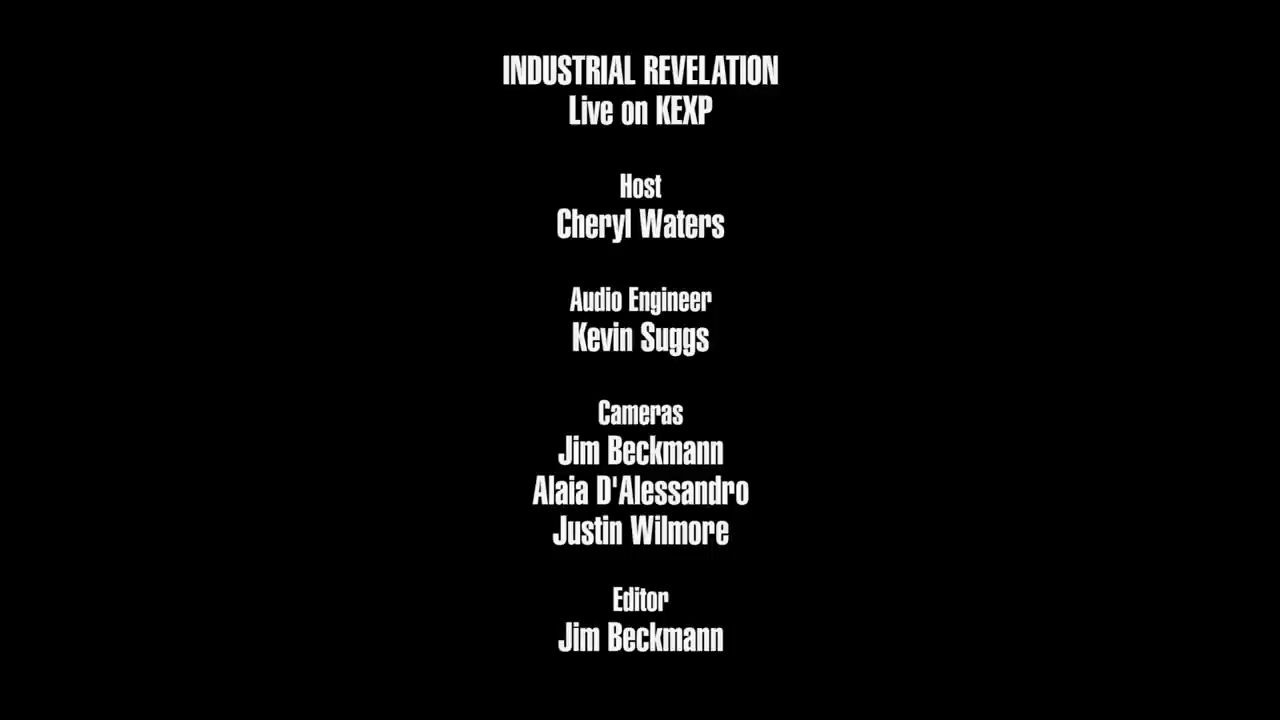 INDUSTRIAL REVELATION
Live on KEXP
Host
Cheryl Waters
Audio Engineer
Kevin Suggs
Cameras
Jim Beckmann
Alaia D'Alessandro
Justin Wilmore
Editor
Jim Beckmann